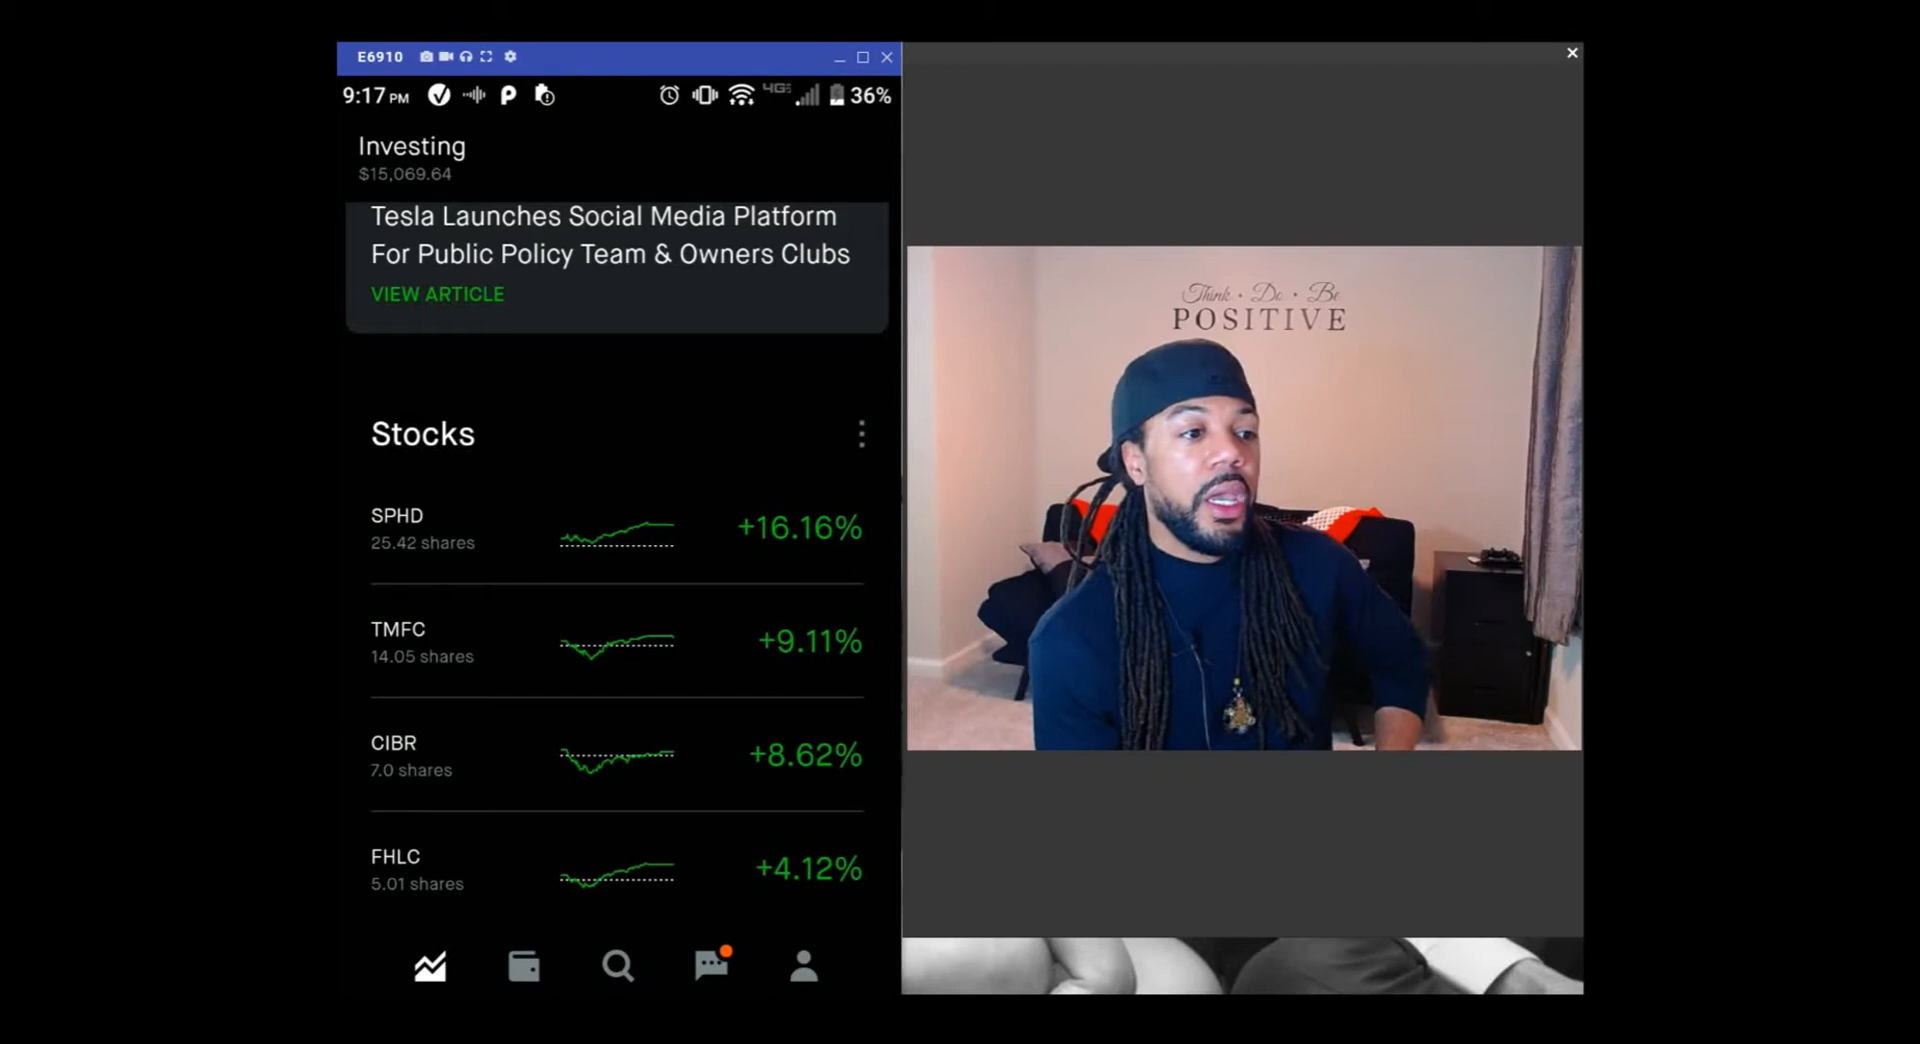 E6910
9:17 PM
4G
36%
Investing
$15,069.64
Tesla Launches Social Media Platform
For Public Policy Team & Owners Clubs
VIEW ARTICLE
Stocks
SPHD
25.42 shares
+16.16%
TMFC
14.05 shares
+9.11%
CIBR
7.0 shares
+8.62%
FHLC
5.01 shares
+4.12%
Think · Do · Be
POSITIVE